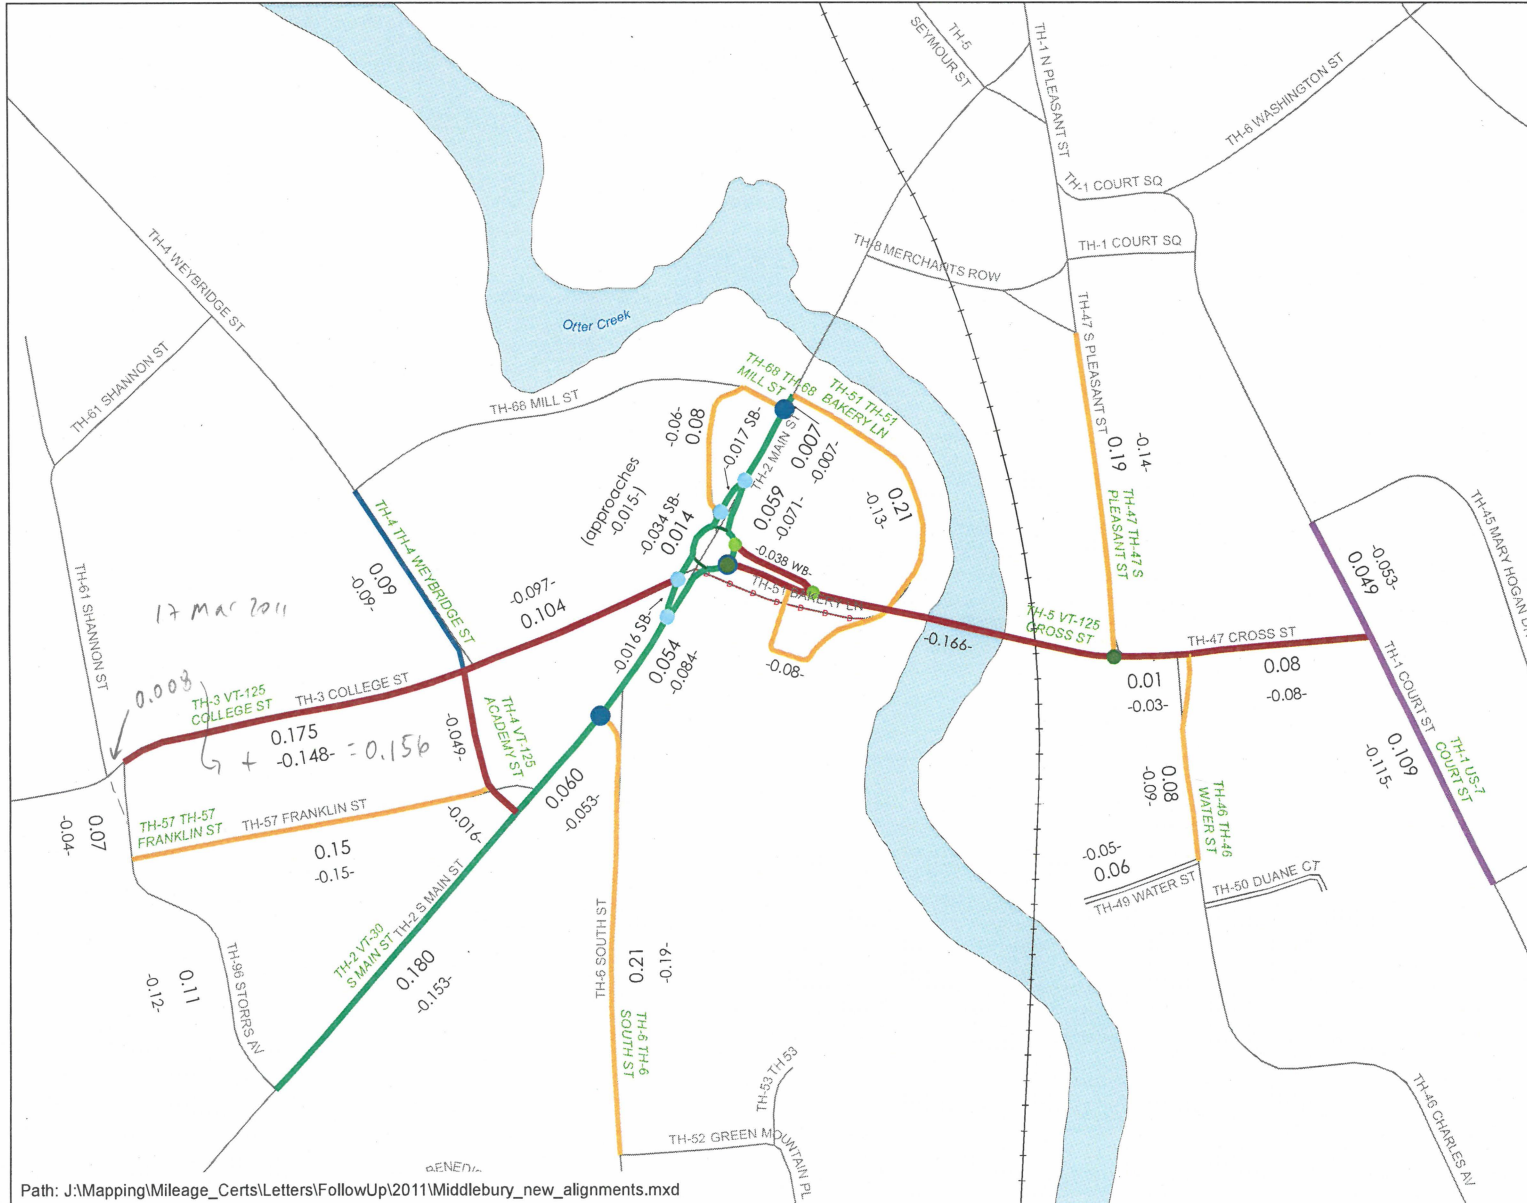 TH-5
SEYMOUR ST
TH-1 N PLEASANT ST
TH-6 WASHINGTON ST
TH-1 COURT SQ
TH-1 COURT SQ
TH-8 MERCHANTS ROW
TH-4 WEYBRIDGE ST
Otter Creek
TH-61 SHANNON ST
TH-68 MILL ST
TH-68 TH-68
MILL ST
TH-51 TH-51
BAKERY LN
TH-47 S PLEASANT ST
-0.06-
0.08
-0.017 SB-
TH-2 MAIN ST
0.007
-0.007-
0.19
-0.14-
TH-47 TH-47 S
PLEASANT ST
(approaches
-0.015-)
-0.034 SB-
0.014
0.059
-0.071-
0.21
-0.13-
TH-4 TH-4 WEYBRIDGE ST
0.09
-0.09-
-0.038 WB-
TH-51 BAKERY LN
TH-45 MARY HOGAN DR
-0.053-
0.049
TH-61 SHANNON ST
17 Mar 2011
-0.097-
0.104
-0.016 SB-
0.054
-0.084-
-0.08-
-0.166-
TH-5 VT-125
CROSS ST
TH-47 CROSS ST
0.01
-0.03-
0.08
-0.08-
TH-1 COURT ST
0.008
TH-3 VT-125
COLLEGE ST
TH-3 COLLEGE ST
0.175
+ -0.148- = 0.156
-0.049-
TH-4 VT-125
ACADEMY ST
0.109
-0.115-
TH-1 US-7
COURT ST
0.060
-0.053-
0.08
-0.09-
TH-46 TH-46
WATER ST
0.07
-0.04-
TH-57 TH-57
FRANKLIN ST
TH-57 FRANKLIN ST
-0.016-
0.15
-0.15-
-0.05-
0.06
TH-49 WATER ST
TH-50 DUANE CT
TH-2 VT-30
S MAIN ST
TH-2 S MAIN ST
0.180
-0.153-
TH-6 SOUTH ST
0.21
-0.19-
0.11
-0.12-
TH-96 STORRS AV
TH-6 TH-6
SOUTH ST
TH-53 TH-53
TH-52 GREEN MOUNTAIN PL
TH-46 CHARLES AV
Path: J:\Mapping\Mileage_Certs\Letters\FollowUp\2011\Middlebury_new_alignments.mxd